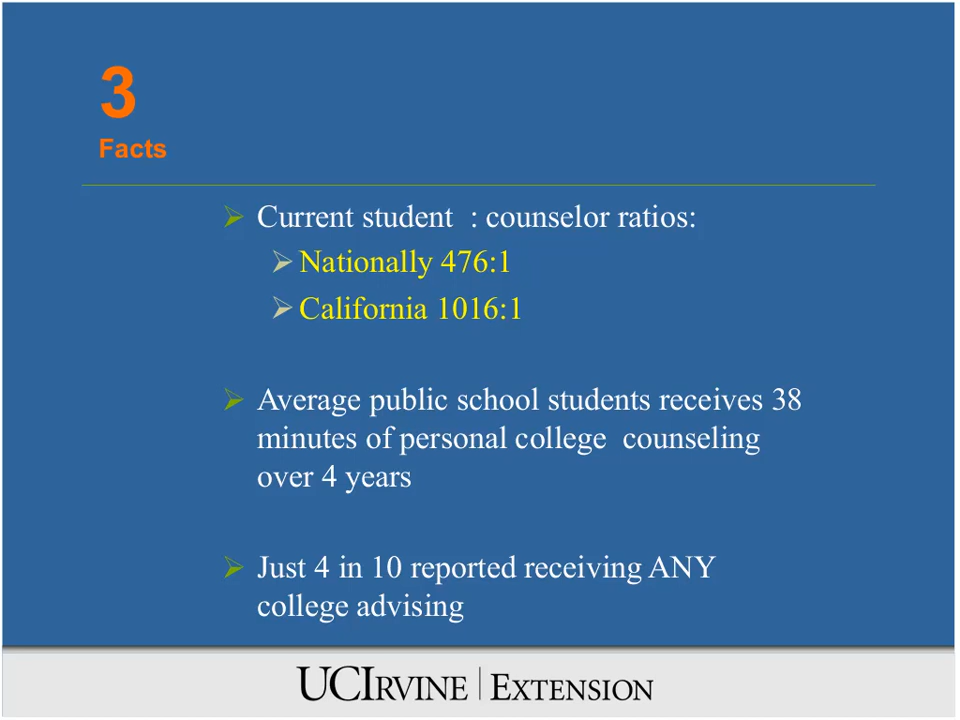 3
Facts
Current student : counselor ratios:
Nationally 476:1
California 1016:1
Average public school students receives 38
minutes of personal college counseling
over 4 years
Just 4 in 10 reported receiving ANY
college advising
UCIRVINE | EXTENSION